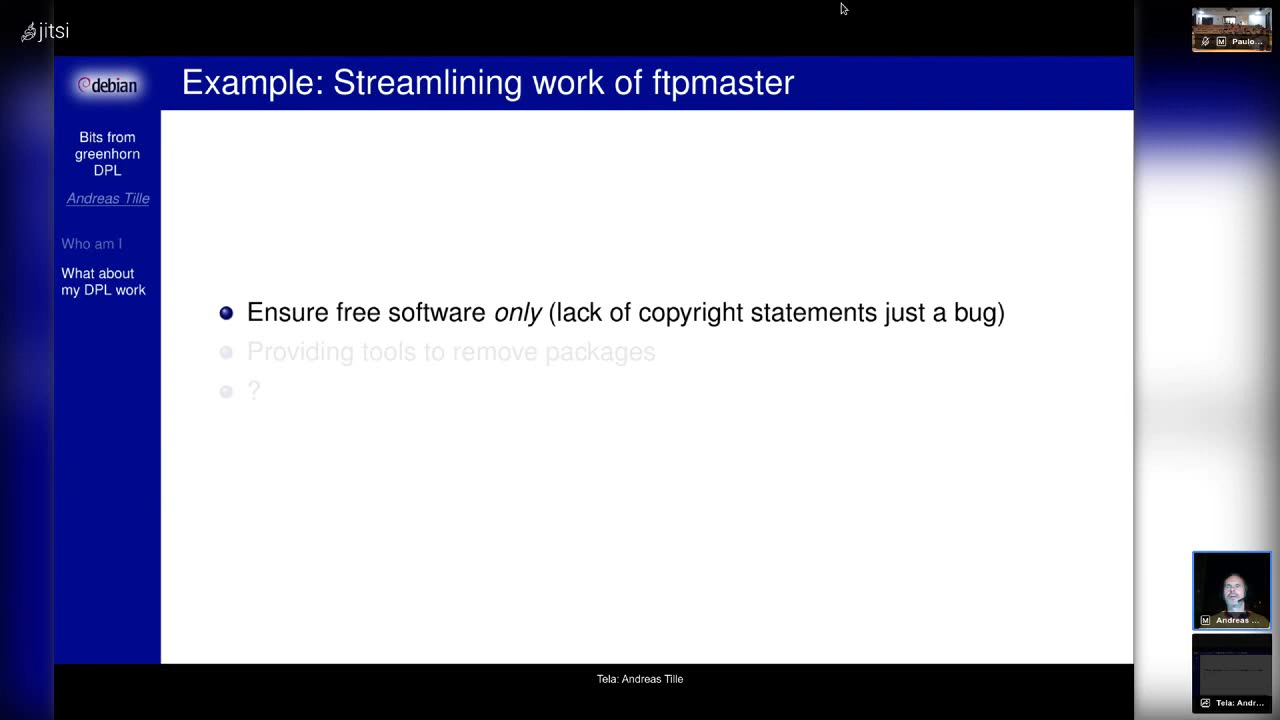 jitsi
Example: Streamlining work of ftpmaster
debian
Bits from
greenhorn
DPL
Andreas Tille
Who am I
What about
my DPL work
Ensure free software only (lack of copyright statements just a bug)
Providing tools to remove packages
?
Tela: Andreas Tille
M Paulo...
M Andreas ...
Tela: Andr...